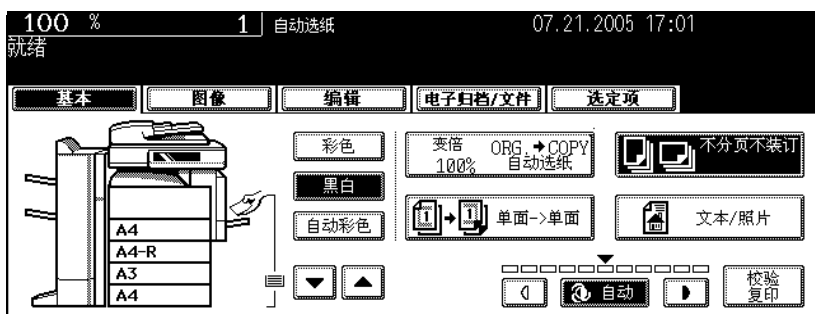 100 % 1 自动选纸 07.21.2005 17:01
就绪
基本 图像 编辑 电子归档/文件 选定项
彩色 变倍 ORG.➔COPY 不分页不装订
100% 自动选纸
黑白
自动彩色 1➔1 单面->单面 文本/照片
A4
A4-R
A3
A4
自动 校验
复印